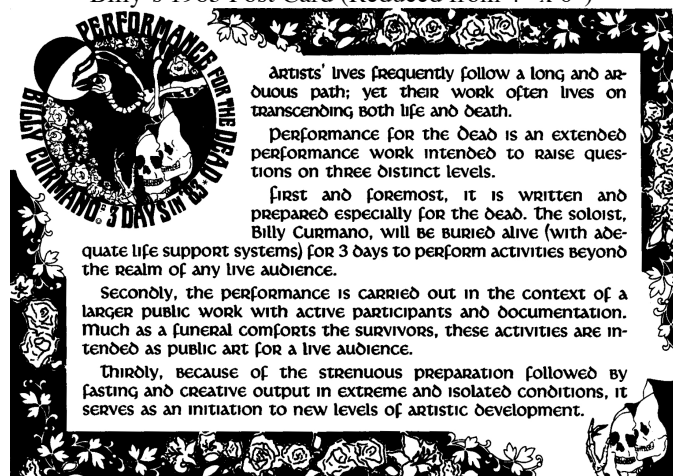 Billy's 1983 Post Card (Reduced from 4" x 6")
PERFORMANCE FOR THE DEAD
BILLY CURMANO: 3 DAYS IN '83
Artists' lives frequently follow a long and ar-
duous path; yet their work often lives on
transcending both life and death.
Performance for the Dead is an extended
performance work intended to raise ques-
tions on three distinct levels.
First and foremost, it is written and
prepared especially for the dead. The soloist,
Billy Curmano, will be buried alive (with ade-
quate life support systems) for 3 days to perform activities beyond
the realm of any live audience.
Secondly, the performance is carried out in the context of a
larger public work with active participants and documentation.
Much as a funeral comforts the survivors, these activities are in-
tended as public art for a live audience.
Thirdly, because of the strenuous preparation followed by
fasting and creative output in extreme and isolated conditions, it
serves as an initiation to new levels of artistic development.